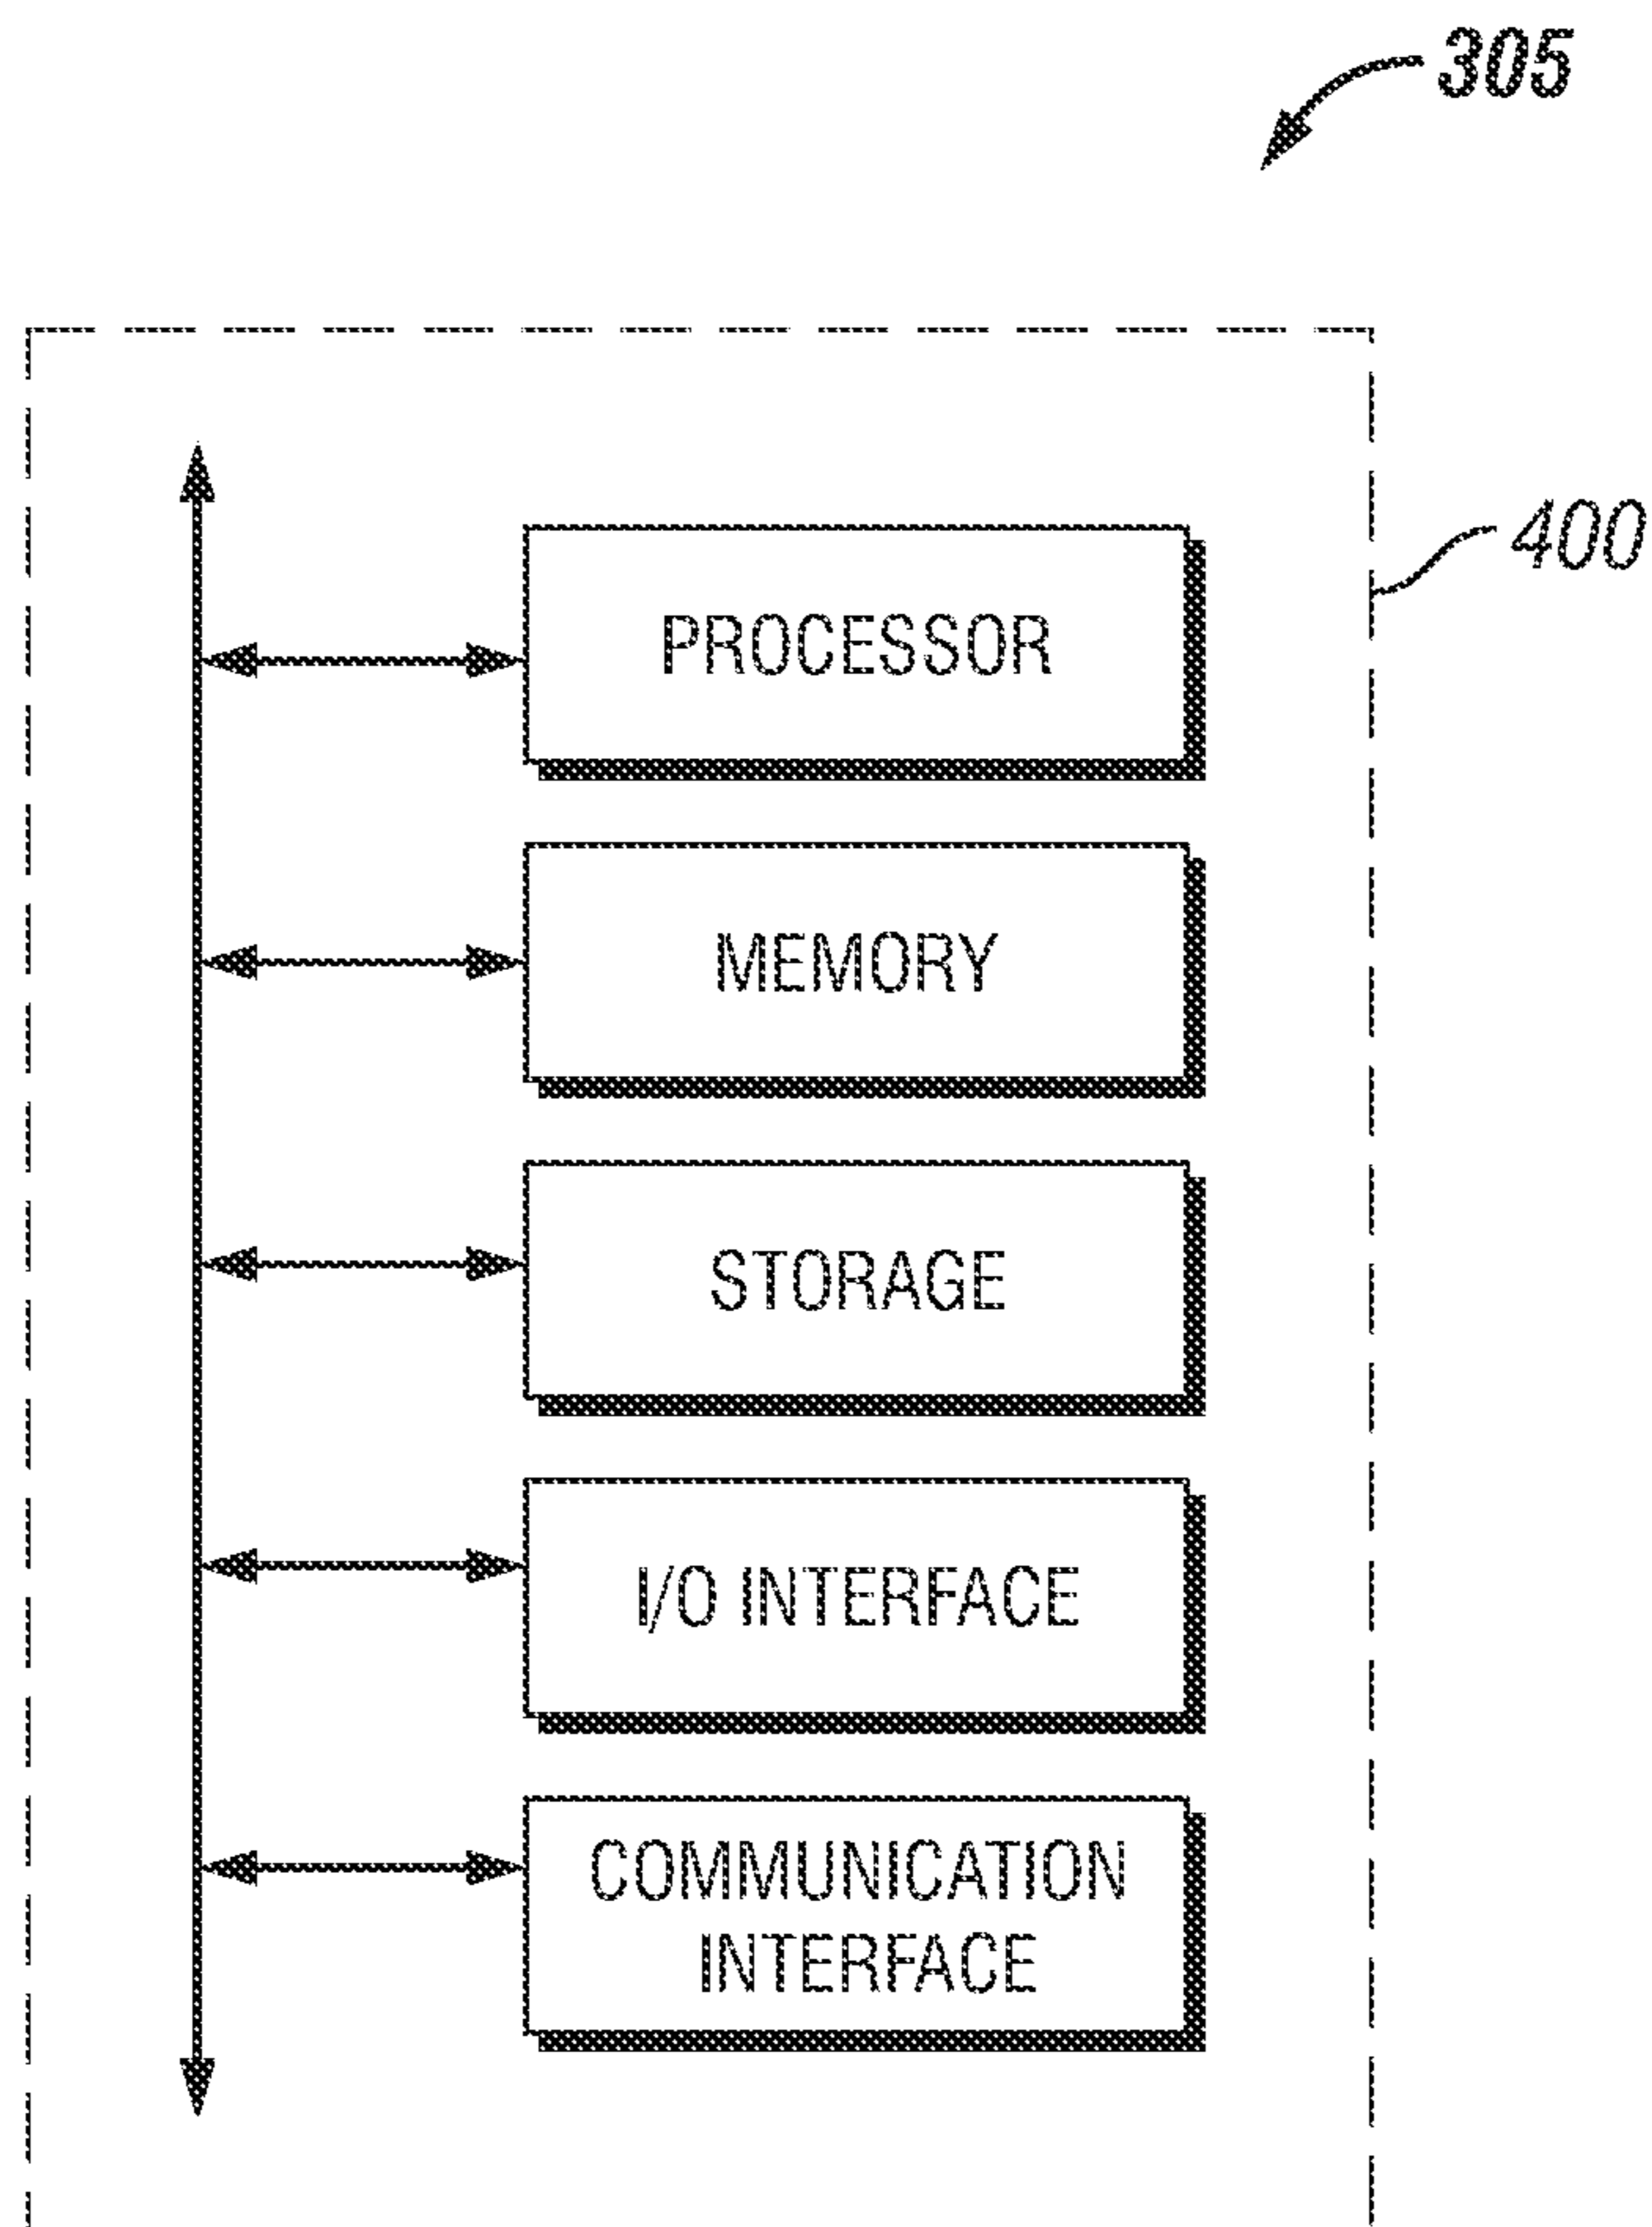 305
400
PROCESSOR
MEMORY
STORAGE
I/O INTERFACE
COMMUNICATION
INTERFACE